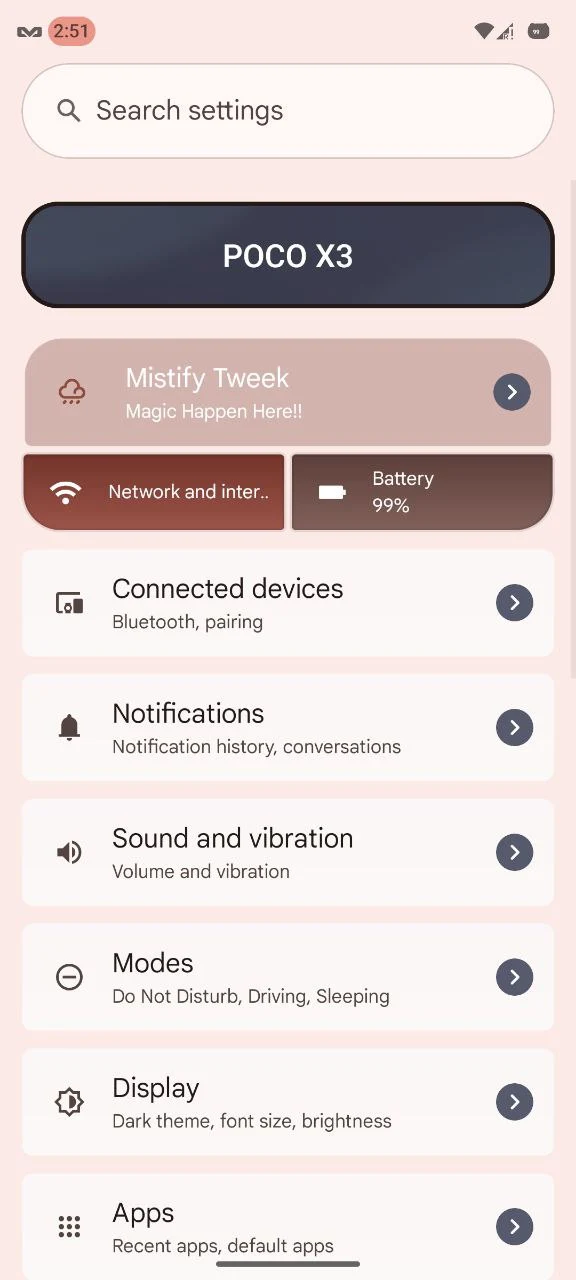 2:51
99
Search settings
POCO X3
Mistify Tweek
Magic Happen Here!!
Network and inter..
Battery
99%
Connected devices
Bluetooth, pairing
Notifications
Notification history, conversations
Sound and vibration
Volume and vibration
Modes
Do Not Disturb, Driving, Sleeping
Display
Dark theme, font size, brightness
Apps
Recent apps, default apps